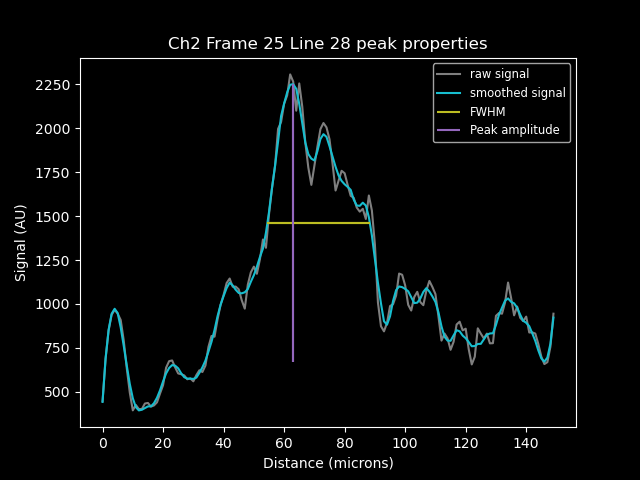 Ch2 Frame 25 Line 28 peak properties
raw signal
smoothed signal
FWHM
Peak amplitude
Signal (AU)
2250
2000
1750
1500
1250
1000
750
500
0 20 40 60 80 100 120 140
Distance (microns)